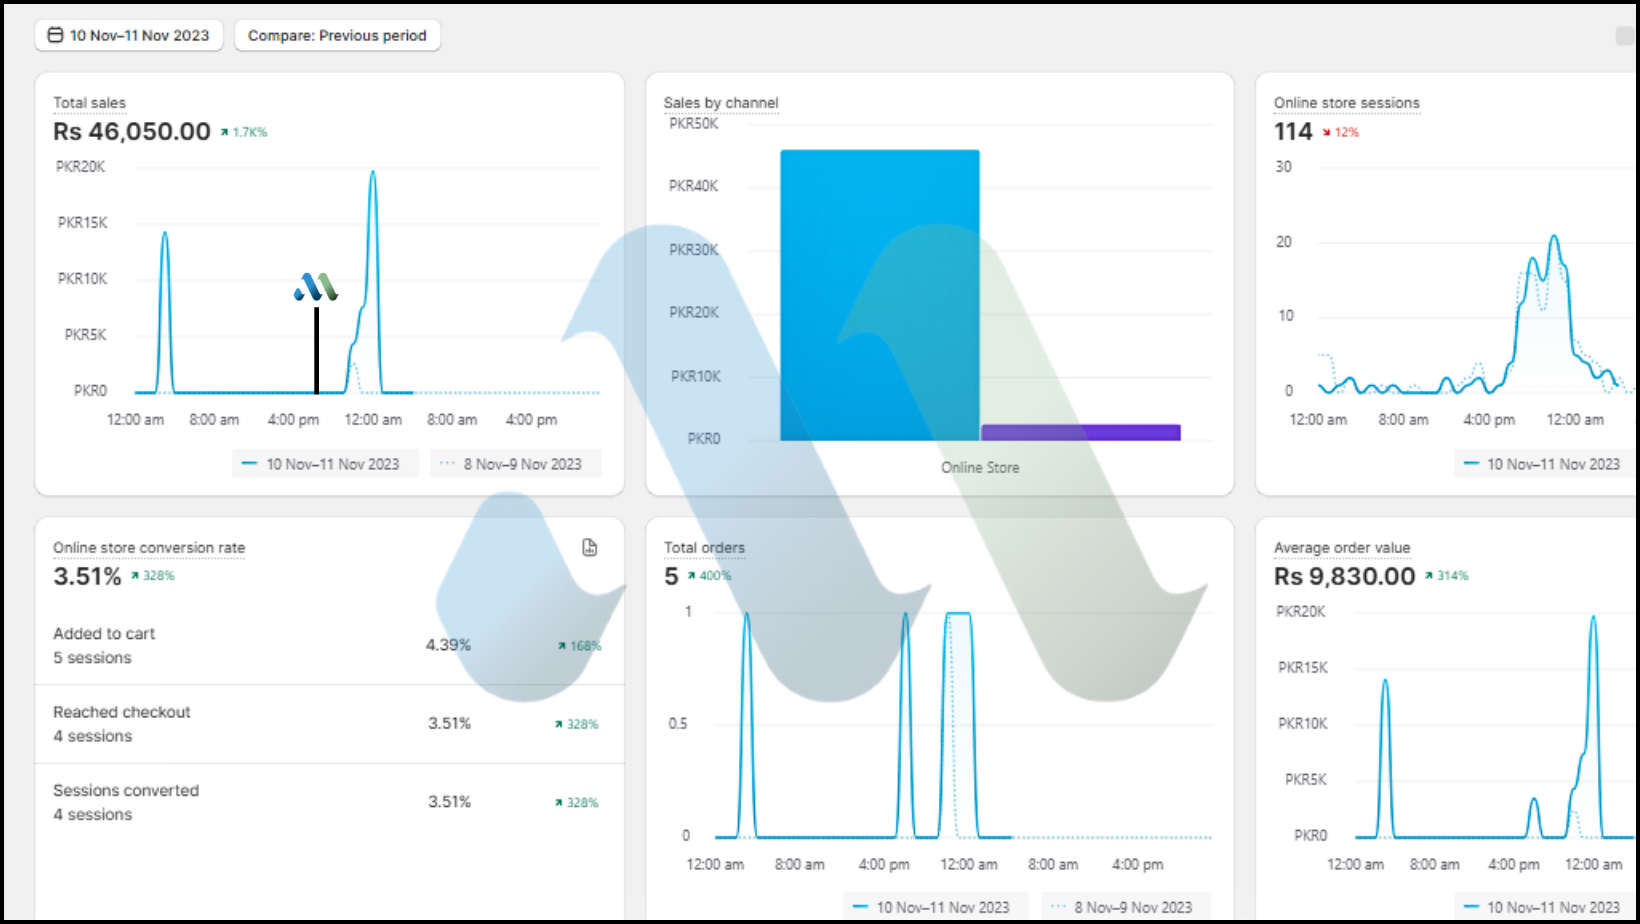 10 Nov–11 Nov 2023
Compare: Previous period
Total sales
Rs 46,050.00 1.7K%
PKR20K
PKR15K
PKR10K
PKR5K
PKR0
12:00 am 8:00 am 4:00 pm 12:00 am 8:00 am 4:00 pm
10 Nov–11 Nov 2023 8 Nov–9 Nov 2023
Sales by channel
PKR50K
PKR40K
PKR30K
PKR20K
PKR10K
PKR0
Online Store
Online store sessions
114 12%
30
20
10
0
12:00 am 8:00 am 4:00 pm 12:00 am
10 Nov–11 Nov 2023
Online store conversion rate
3.51% 328%
Added to cart
5 sessions
4.39% 168%
Reached checkout
4 sessions
3.51% 328%
Sessions converted
4 sessions
3.51% 328%
Total orders
5 400%
1
0.5
0
12:00 am 8:00 am 4:00 pm 12:00 am 8:00 am 4:00 pm
10 Nov–11 Nov 2023 8 Nov–9 Nov 2023
Average order value
Rs 9,830.00 314%
PKR20K
PKR15K
PKR10K
PKR5K
PKR0
12:00 am 8:00 am 4:00 pm 12:00 am
10 Nov–11 Nov 2023